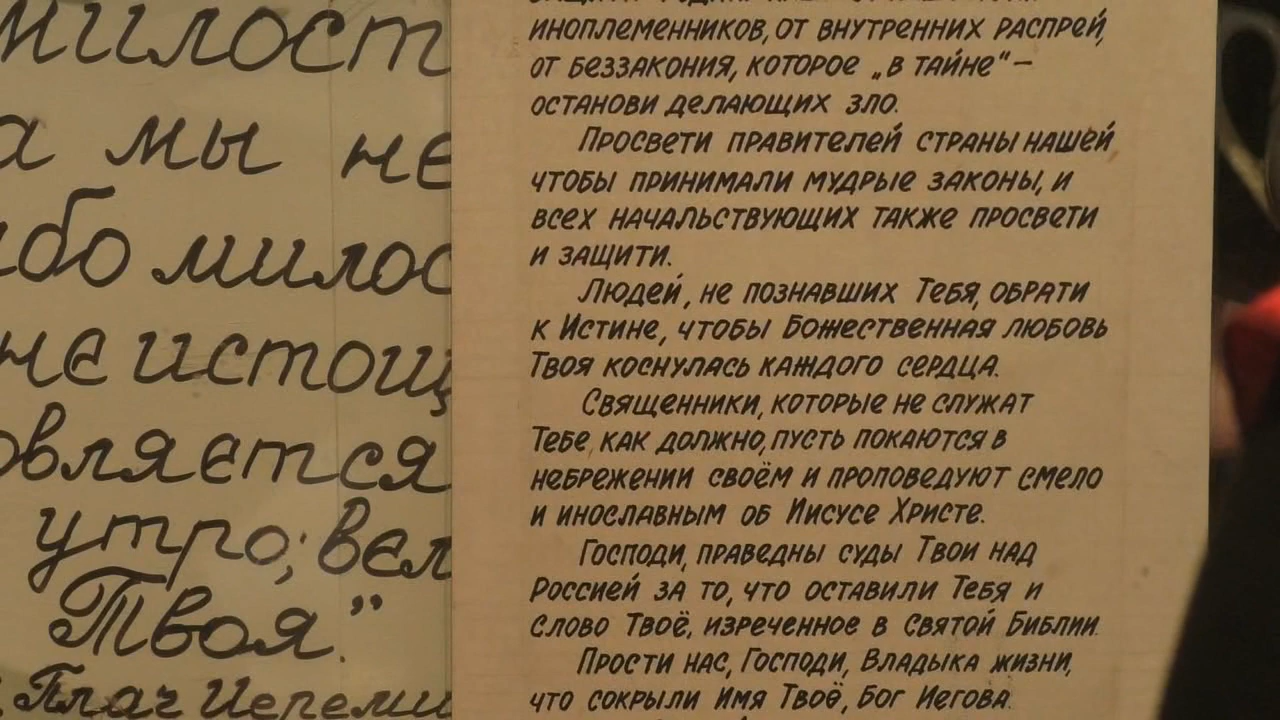 милост
а мы не
ибо милос
не истощ
овляется
утро; вел
Твоя."
Плач Иереми
иноплеменников, от внутренних распрей,
от беззакония, которое „в тайне“ –
останови делающих зло.
Просвети правителей страны нашей,
чтобы принимали мудрые законы, и
всех начальствующих также просвети
и защити.
Людей, не познавших Тебя, обрати
к Истине, чтобы Божественная любовь
Твоя коснулась каждого сердца.
Священники, которые не служат
Тебе, как должно, пусть покаются в
небрежении своём и проповедуют смело
и инославным об Иисусе Христе.
Господи, праведны суды Твои над
Россией за то, что оставили Тебя и
Слово Твоё, изреченное в Святой Библии.
Прости нас, Господи, Владыка жизни,
что сокрыли Имя Твоё, Бог Иегова.